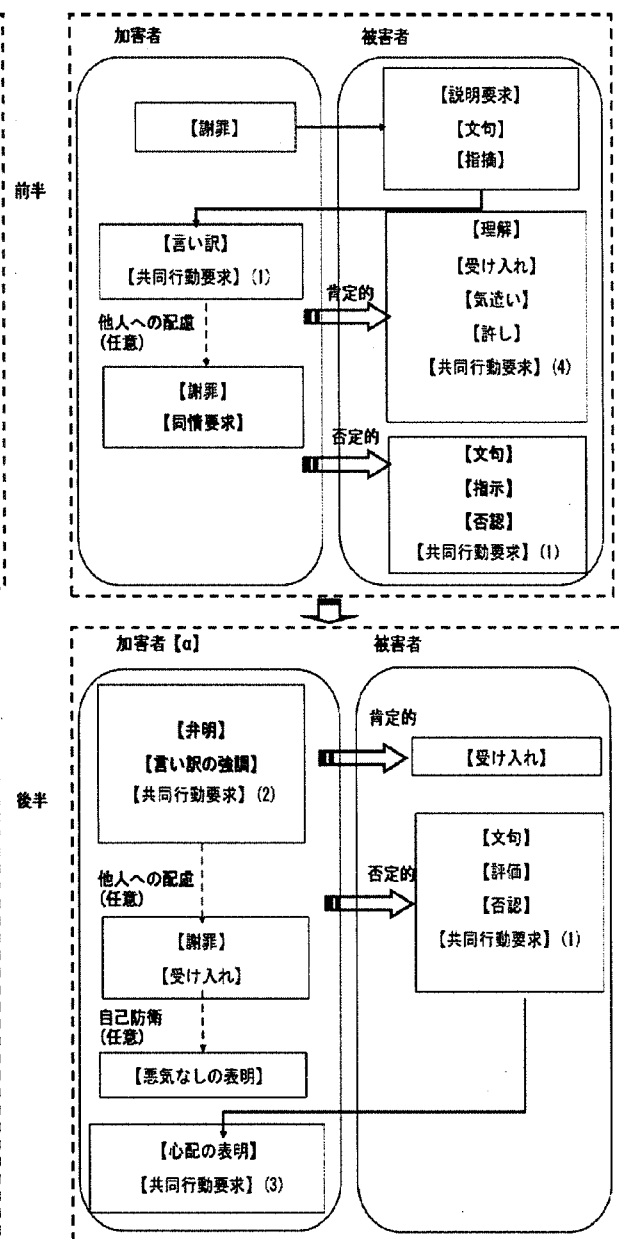 加害者
被害者
【説明要求】
【謝罪】
【文句】
【指摘】
前半
【理解】
【言い訳】
【受け入れ】
【共同行動要求】(1)
肯定的
【気遣い】
他人への配慮
(任意)
【許し】
【共同行動要求】(4)
【謝罪】
【同情要求】
否定的
【文句】
【指示】
【否認】
【共同行動要求】(1)
加害者【α】
被害者
肯定的
【弁明】
【言い訳の強調】
【受け入れ】
【共同行動要求】(2)
後半
【文句】
他人への配慮
(任意)
否定的
【評価】
【否認】
【謝罪】
【共同行動要求】(1)
【受け入れ】
自己防衛
(任意)
【悪気なしの表明】
【心配の表明】
【共同行動要求】(3)